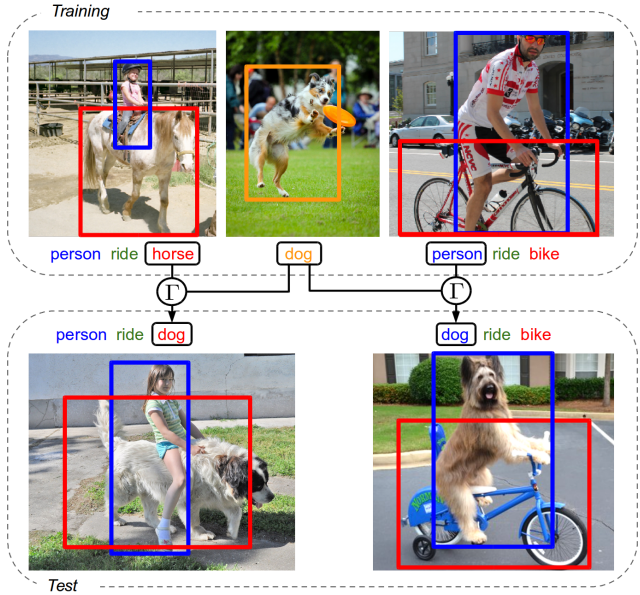 Training
person ride horse
dog
person ride bike
Γ
Γ
person ride dog
dog ride bike
Test